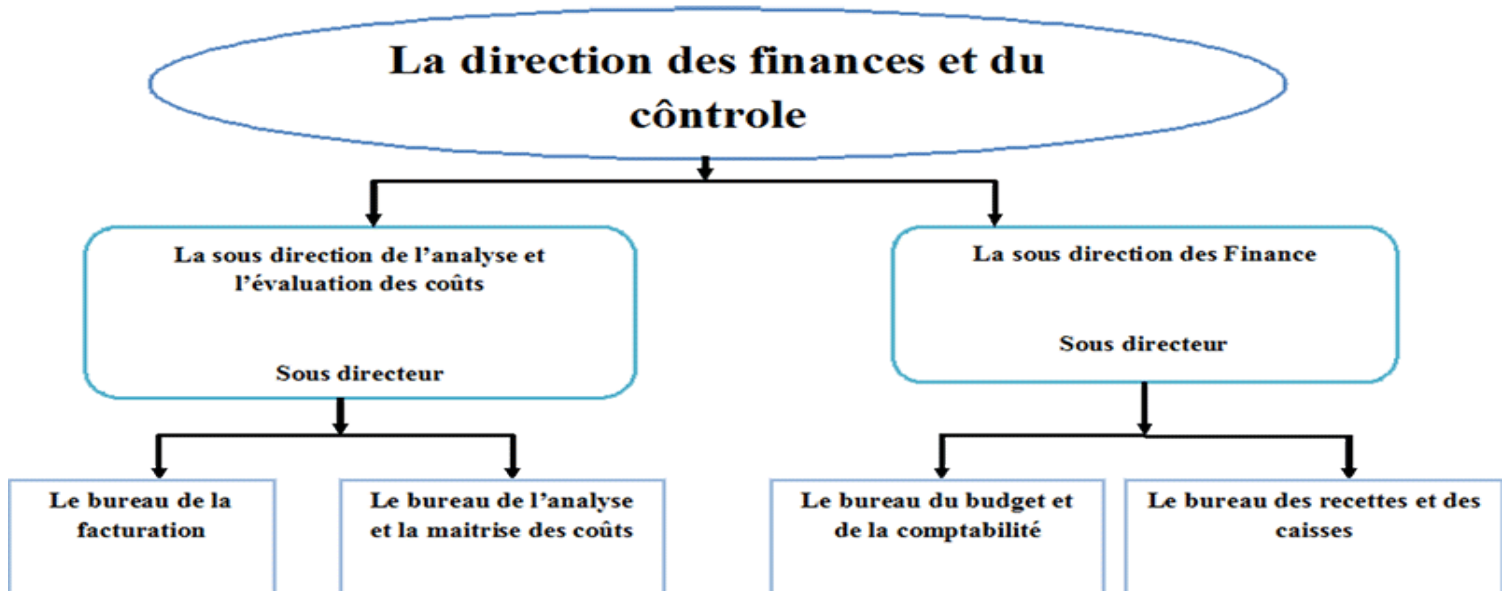 La direction des finances et du
côntrole
La sous direction de l’analyse et
l’évaluation des coûts
Sous directeur
La sous direction des Finance
Sous directeur
Le bureau de la
facturation
Le bureau de l’analyse
et la maitrise des coûts
Le bureau du budget et
de la comptabilité
Le bureau des recettes et des
caisses